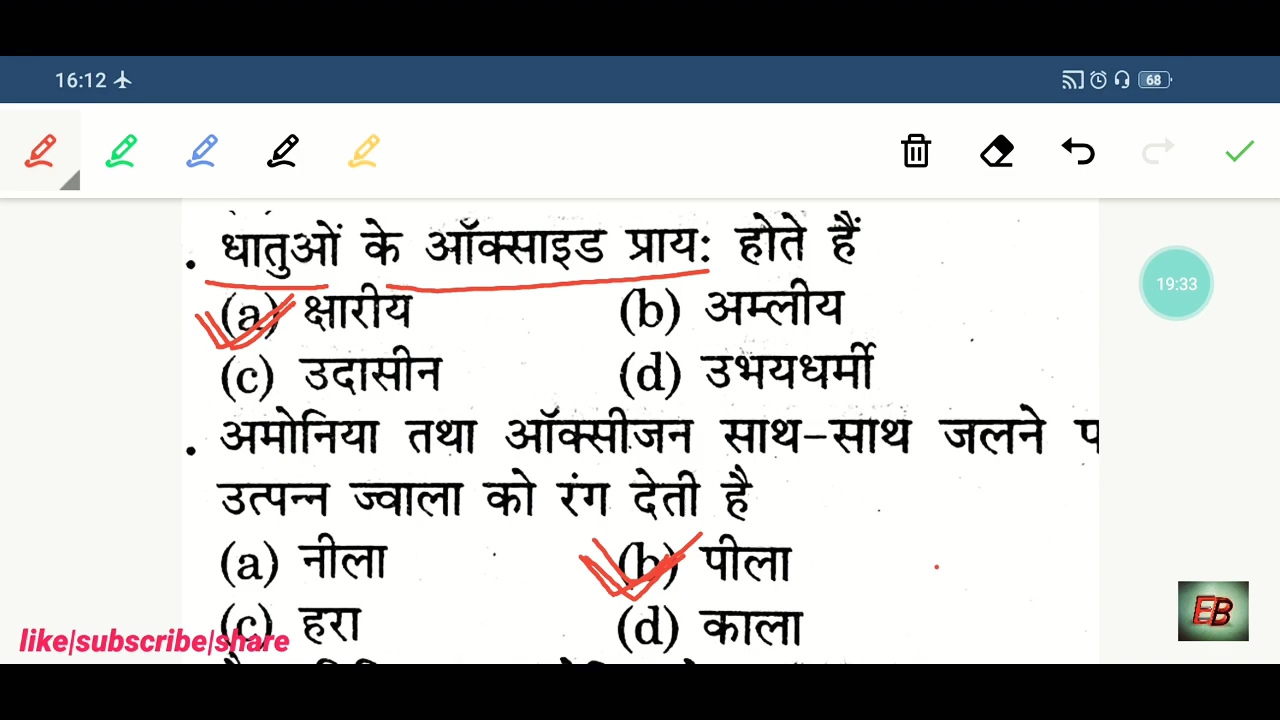 16:12
68
. धातुओं के ऑक्साइड प्रायः होते हैं
19:33
(a) क्षारीय (b) अम्लीय
(c) उदासीन (d) उभयधर्मी
. अमोनिया तथा ऑक्सीजन साथ-साथ जलने
उत्पन्न ज्वाला को रंग देती है
(a) नीला (b) पीला
(c) हरा (d) काला
EB
like|subscribe|share